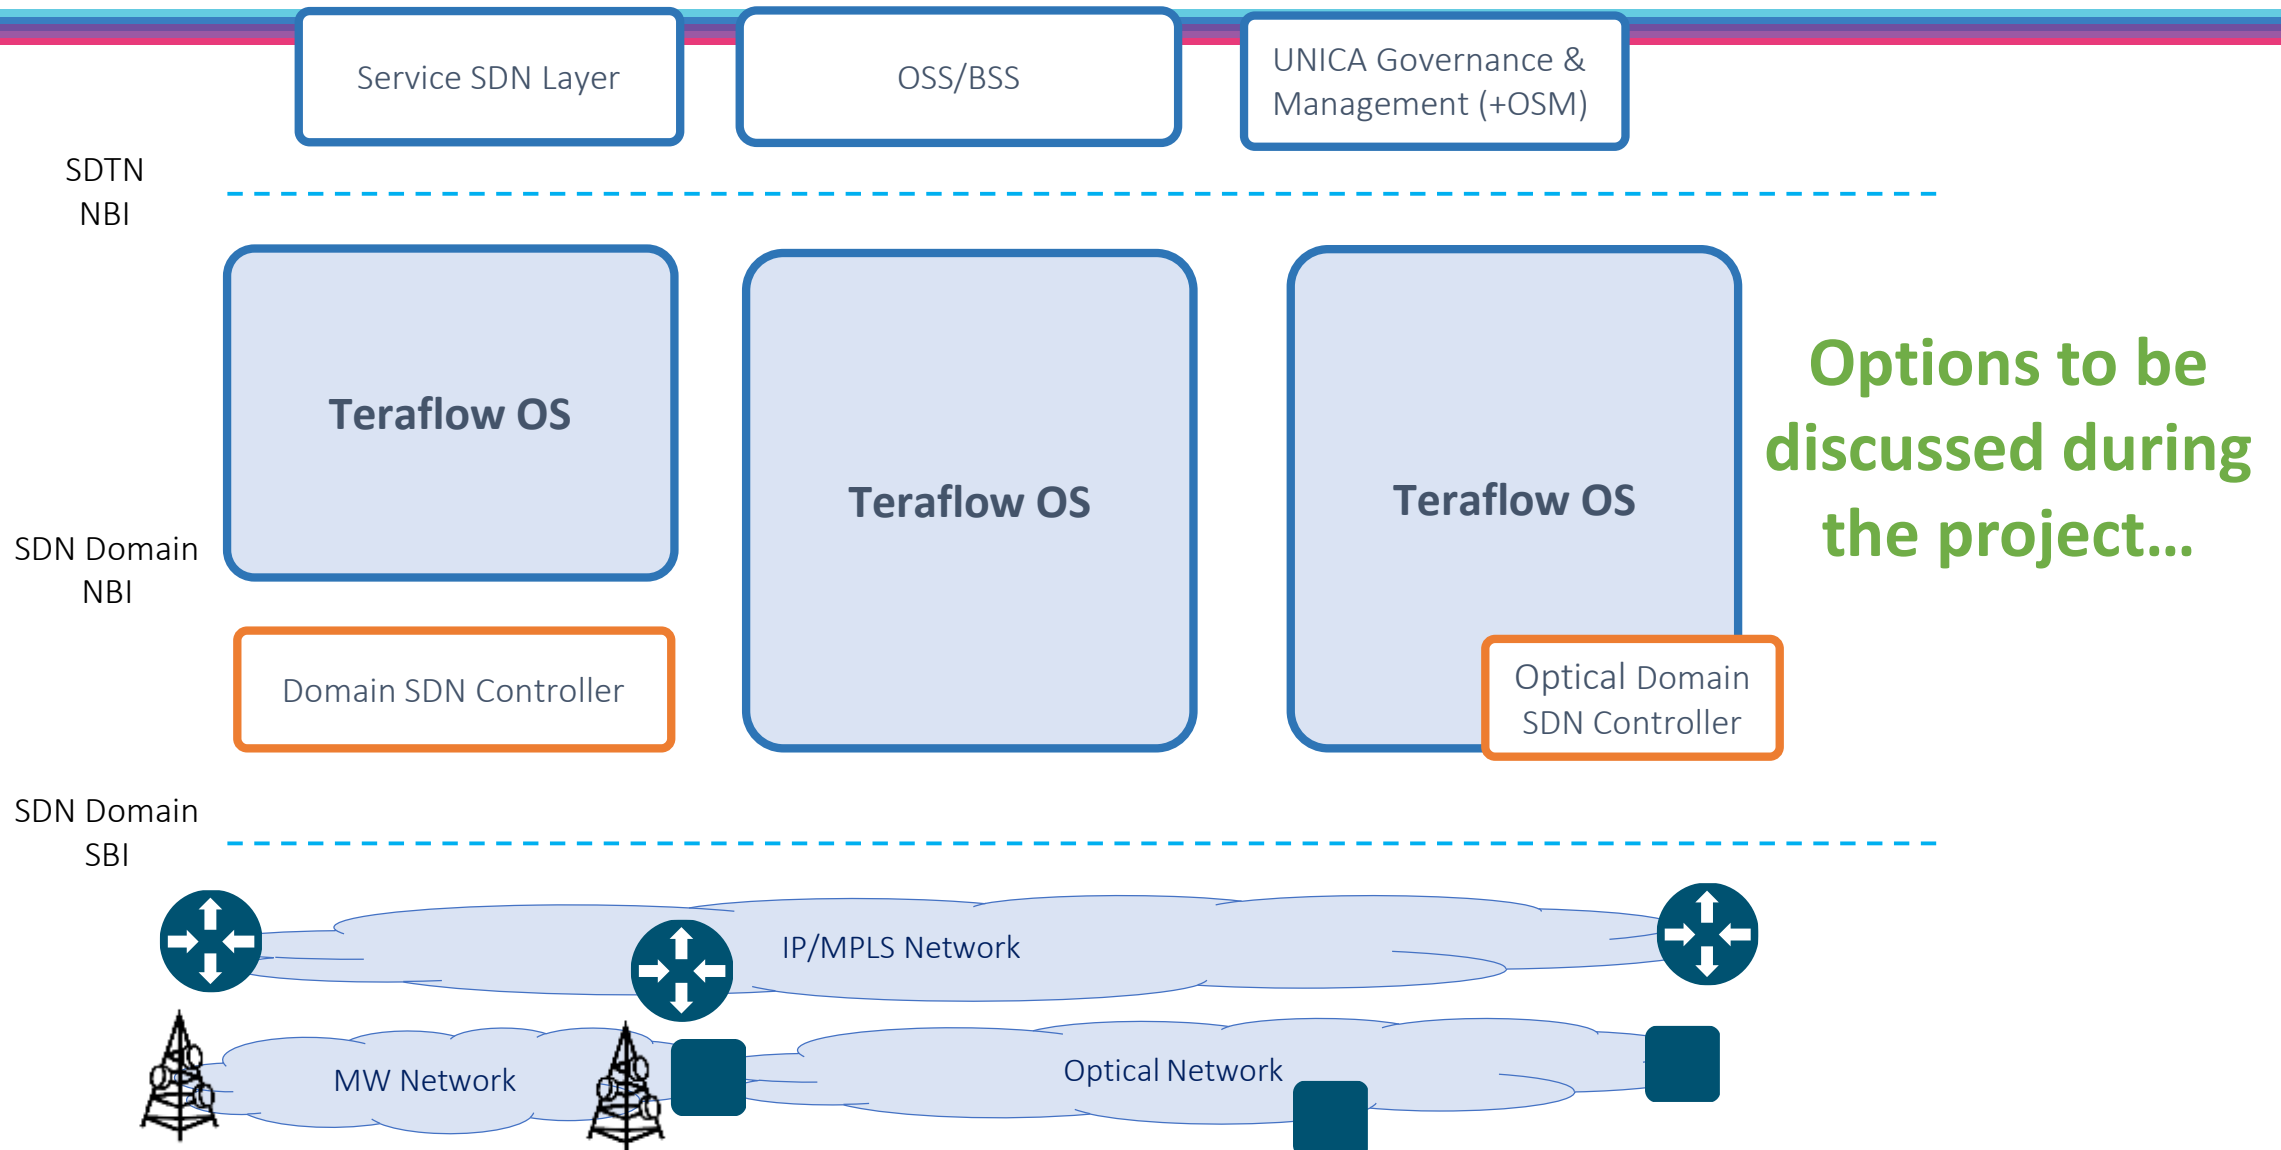 Service SDN Layer
OSS/BSS
UNICA Governance &
Management (+OSM)
SDTN
NBI
Teraflow OS
Teraflow OS
Teraflow OS
Options to be
discussed during
the project...
SDN Domain
NBI
Domain SDN Controller
Optical Domain
SDN Controller
SDN Domain
SBI
IP/MPLS Network
MW Network
Optical Network